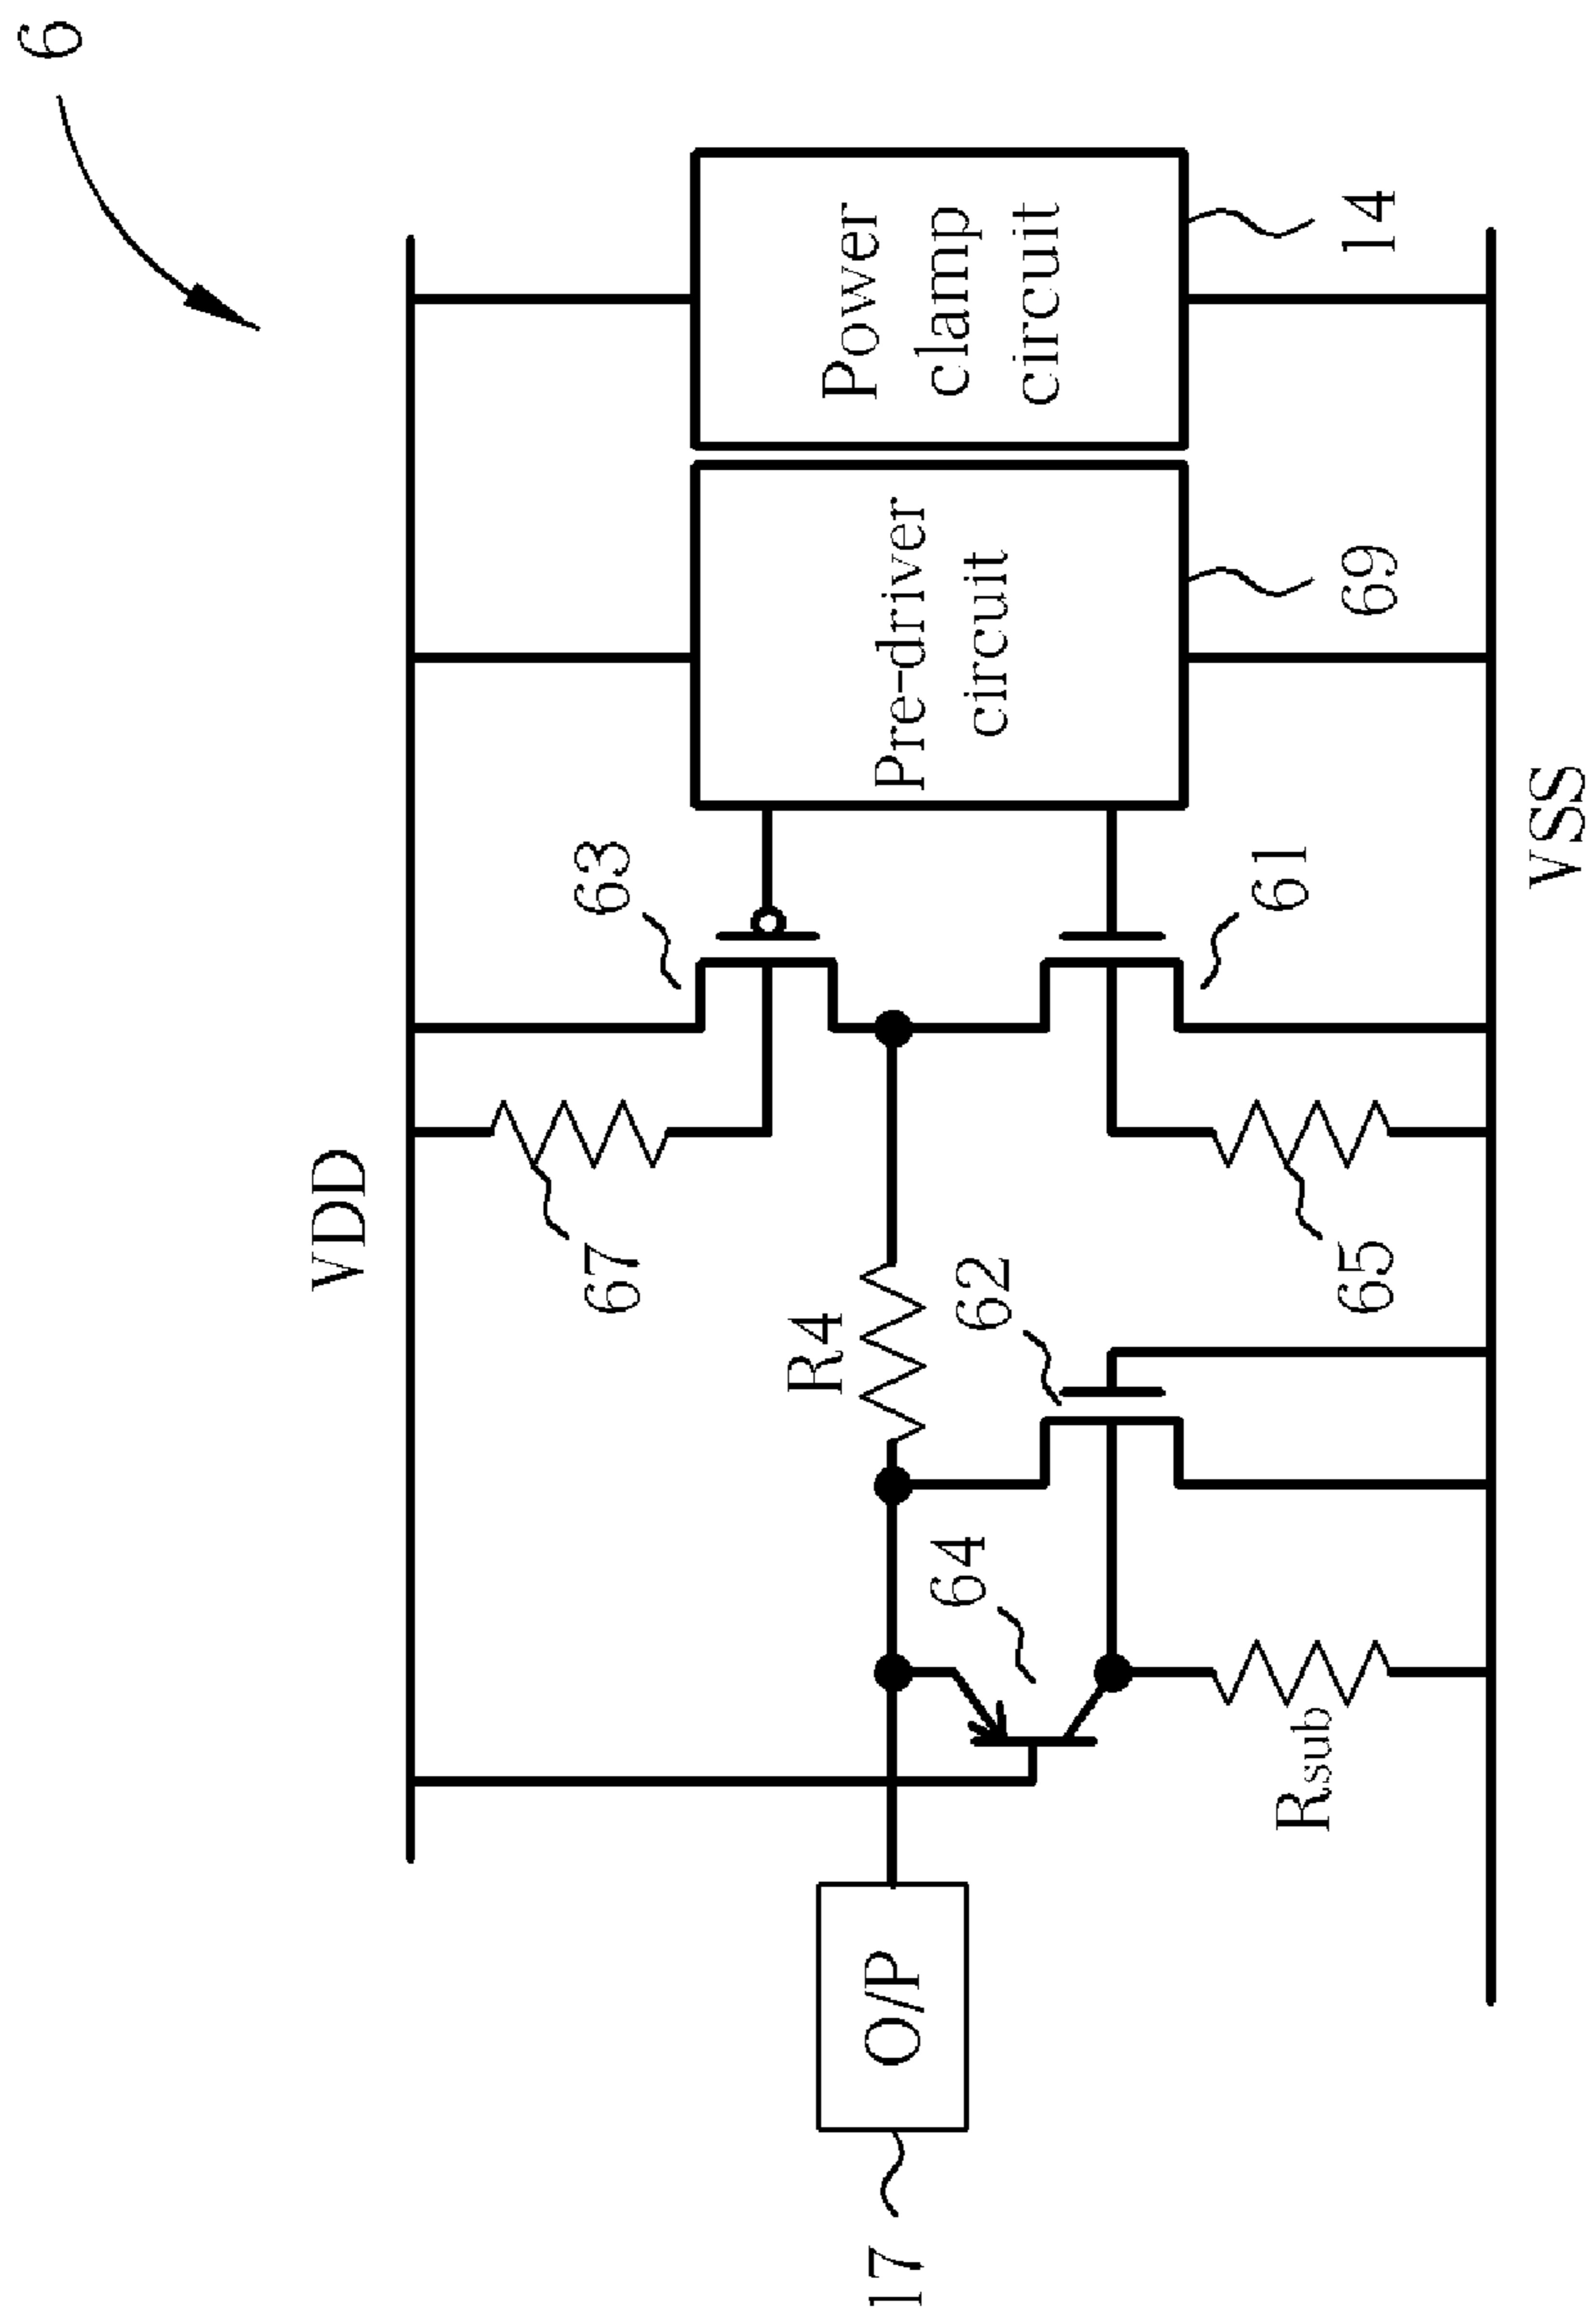 6
VDD
67
63
Power
clamp
circuit
Pre-driver
circuit
R4
62
64
61
69
14
17
O/P
Rsub
65
VSS